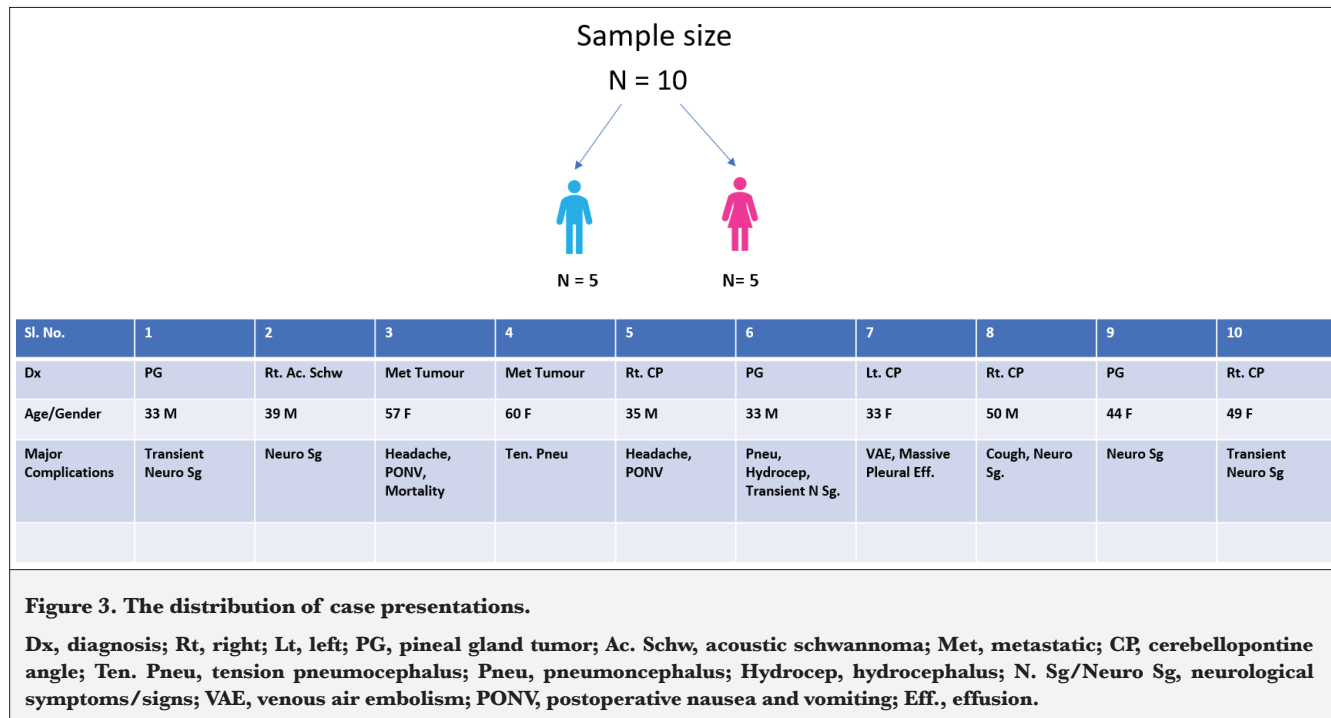 Sample size
N = 10
N = 5 N= 5
Sl. No. 1 2 3 4 5 6 7 8 9 10
Dx PG Rt. Ac. Schw Met Tumour Met Tumour Rt. CP PG Lt. CP Rt. CP PG Rt. CP
Age/Gender 33 M 39 M 57 F 60 F 35 M 33 M 33 F 50 M 44 F 49 F
Major Complications Transient Neuro Sg Neuro Sg Headache, PONV, Mortality Ten. Pneu Headache, PONV Pneu, Hydrocep, Transient N Sg. VAE, Massive Pleural Eff. Cough, Neuro Sg. Neuro Sg Transient Neuro Sg
Figure 3. The distribution of case presentations.
Dx, diagnosis; Rt, right; Lt, left; PG, pineal gland tumor; Ac. Schw, acoustic schwannoma; Met, metastatic; CP, cerebellopontine
angle; Ten. Pneu, tension pneumocephalus; Pneu, pneumoncephalus; Hydrocep, hydrocephalus; N. Sg/Neuro Sg, neurological
symptoms/signs; VAE, venous air embolism; PONV, postoperative nausea and vomiting; Eff., effusion.